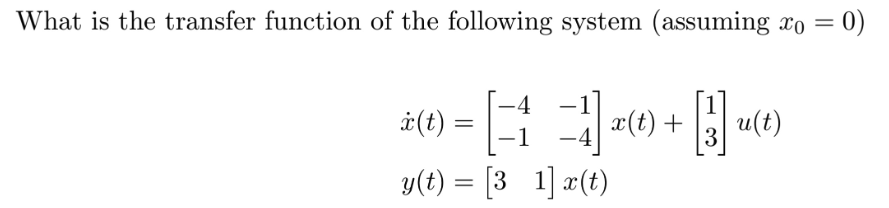 What is the transfer function of the following system (assuming x₀ = 0)
ẋ(t) = [−4 −1; −1 −4] x(t) + [1; 3] u(t)
y(t) = [3 1] x(t)